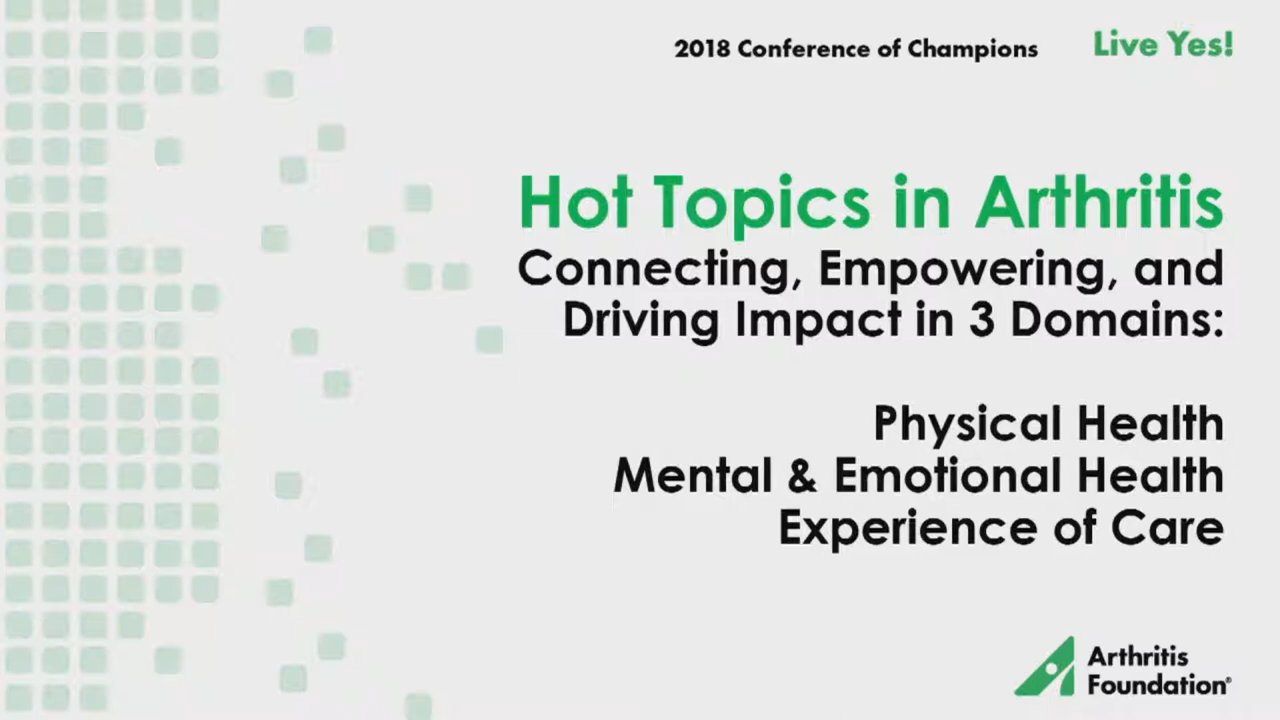 2018 Conference of Champions
Live Yes!
Hot Topics in Arthritis
Connecting, Empowering, and
Driving Impact in 3 Domains:
Physical Health
Mental & Emotional Health
Experience of Care
Arthritis
Foundation®